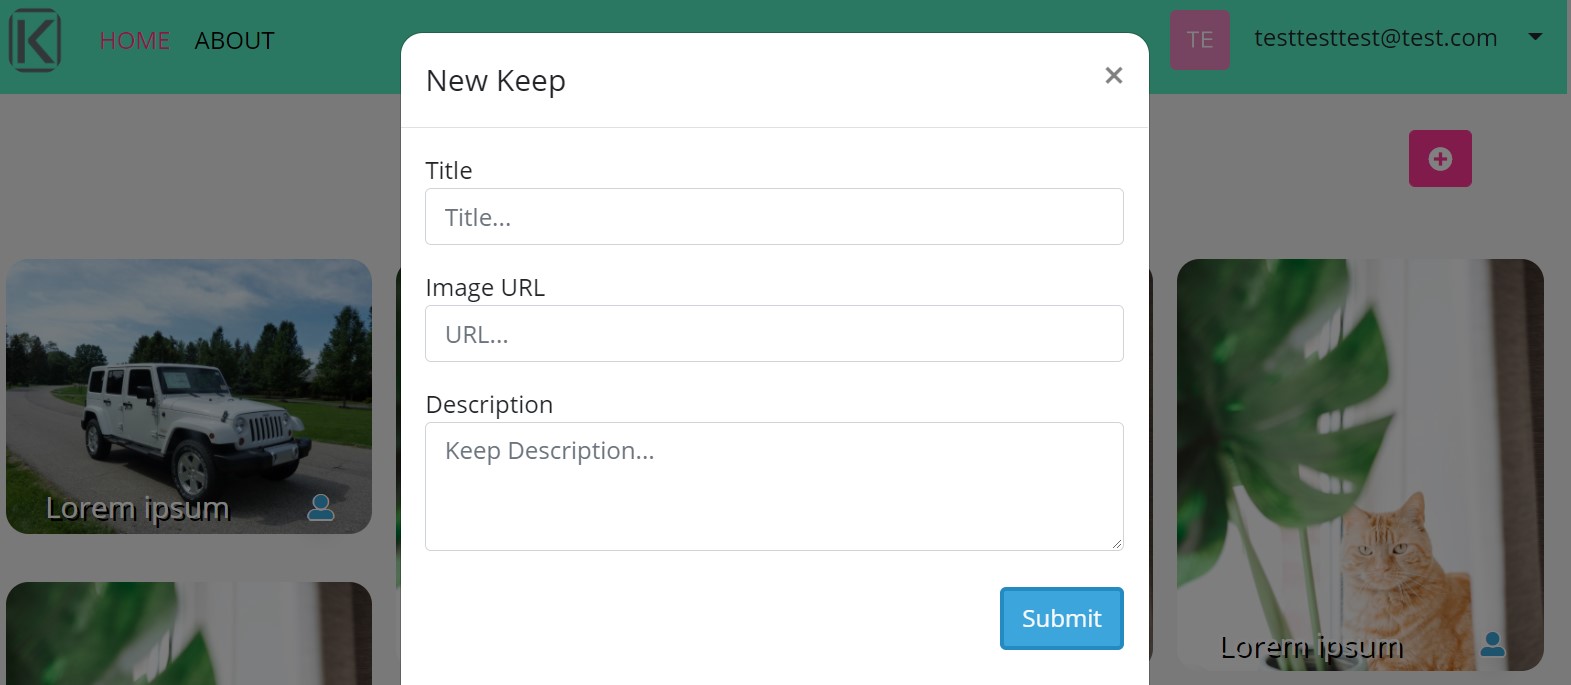 K
HOME ABOUT
TE testtesttest@test.com
New Keep
×
Title
Title...
Image URL
URL...
Description
Keep Description...
Submit
Lorem ipsum
Lorem ipsum